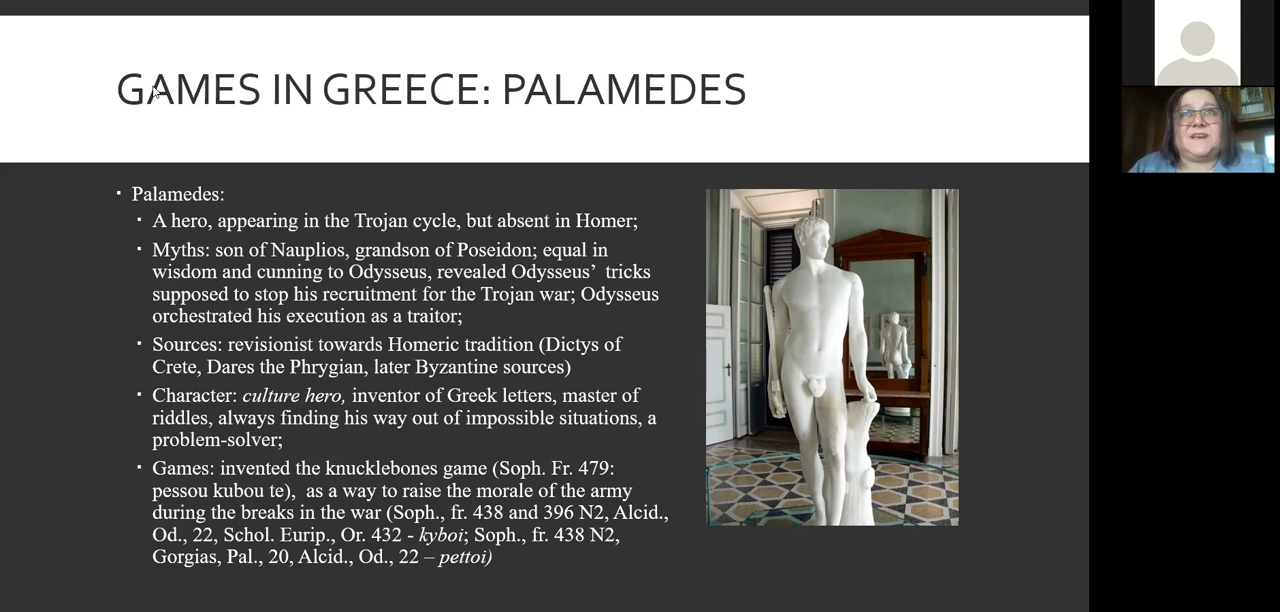 GAMES IN GREECE: PALAMEDES
▪ Palamedes:
▪ A hero, appearing in the Trojan cycle, but absent in Homer;
▪ Myths: son of Nauplios, grandson of Poseidon; equal in
wisdom and cunning to Odysseus, revealed Odysseus’  tricks
supposed to stop his recruitment for the Trojan war; Odysseus
orchestrated his execution as a traitor;
▪ Sources: revisionist towards Homeric tradition (Dictys of
Crete, Dares the Phrygian, later Byzantine sources)
▪ Character: culture hero, inventor of Greek letters, master of
riddles, always finding his way out of impossible situations, a
problem-solver;
▪ Games: invented the knucklebones game (Soph. Fr. 479:
pessou kubou te),  as a way to raise the morale of the army
during the breaks in the war (Soph., fr. 438 and 396 N2, Alcid.,
Od., 22, Schol. Eurip., Or. 432 - kyboi; Soph., fr. 438 N2,
Gorgias, Pal., 20, Alcid., Od., 22 – pettoi)